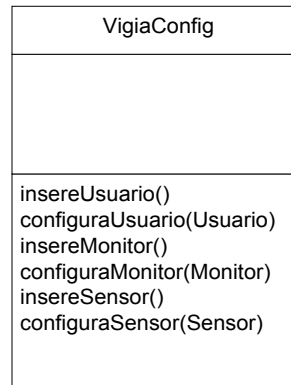 VigiaConfig
insereUsuario()
configuraUsuario(Usuario)
insereMonitor()
configuraMonitor(Monitor)
insereSensor()
configuraSensor(Sensor)